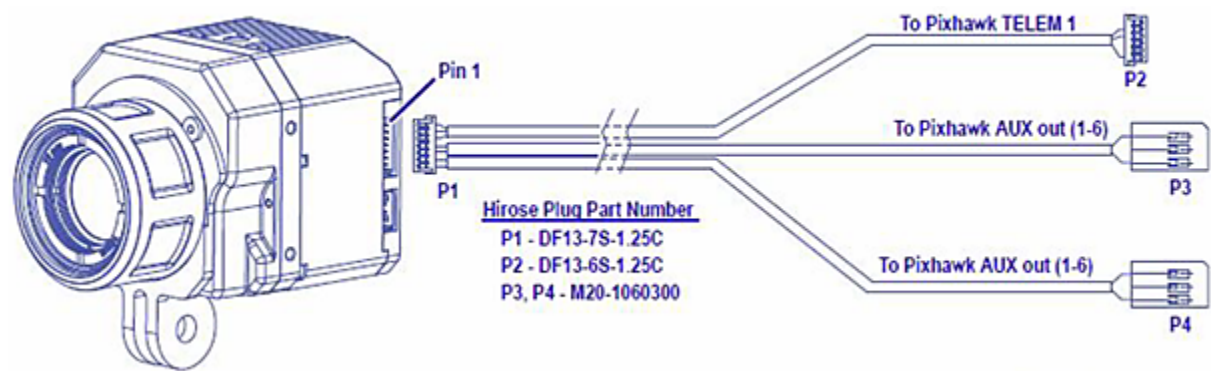 To Pixhawk TELEM 1
P2
Pin 1
To Pixhawk AUX out (1-6)
P3
P1
Hirose Plug Part Number
P1 - DF13-7S-1.25C
P2 - DF13-6S-1.25C
P3, P4 - M20-1060300
To Pixhawk AUX out (1-6)
P4